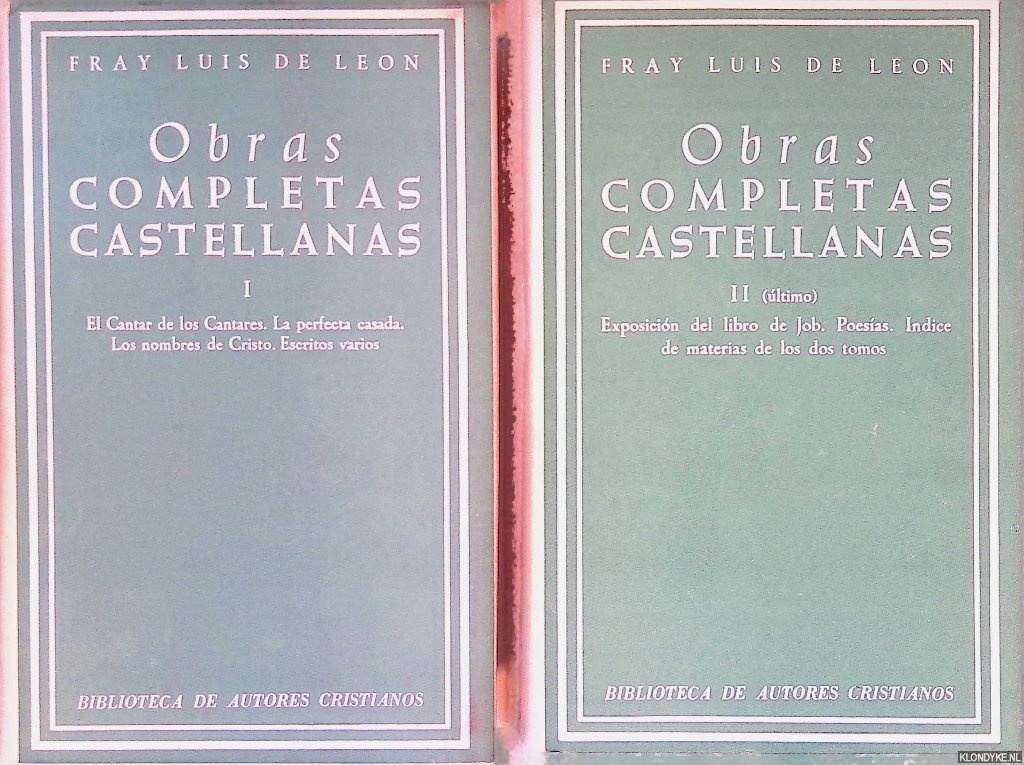 FRAY LUIS DE LEON
Obras
COMPLETAS
CASTELLANAS
I
El Cantar de los Cantares. La perfecta casada.
Los nombres de Cristo. Escritos varios
BIBLIOTECA DE AUTORES CRISTIANOS
FRAY LUIS DE LEON
Obras
COMPLETAS
CASTELLANAS
II (último)
Exposición del libro de Job. Poesías. Indice
de materias de los dos tomos
BIBLIOTECA DE AUTORES CRISTIANOS
KLONDYKE.NL